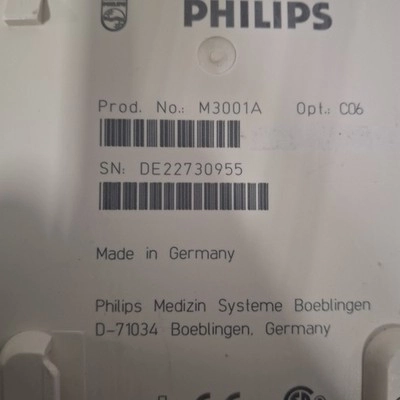 PHILIPS
Prod. No.: M3001A Opt.: C06
SN: DE22730955
Made in Germany
Philips Medizin Systeme Boeblingen
D-71034 Boeblingen, Germany